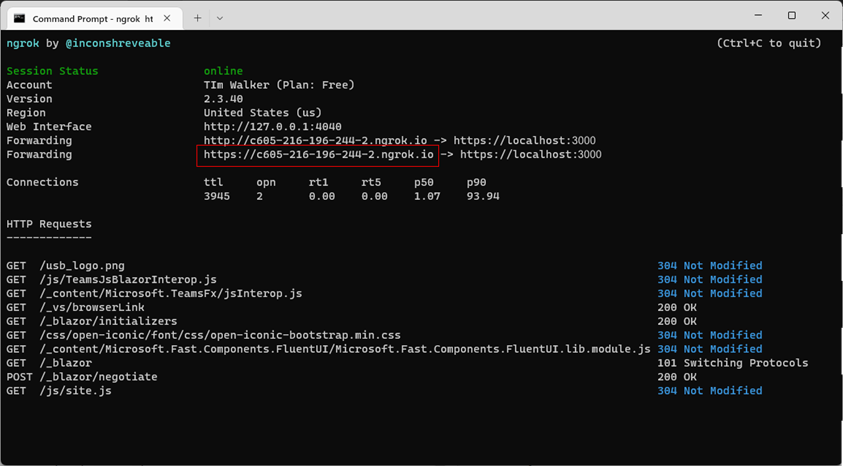 Command Prompt - ngrok ht
ngrok by @inconshreveable (Ctrl+C to quit)
Session Status online
Account TIm Walker (Plan: Free)
Version 2.3.40
Region United States (us)
Web Interface http://127.0.0.1:4040
Forwarding http://c605-216-196-244-2.ngrok.io -> https://localhost:3000
Forwarding https://c605-216-196-244-2.ngrok.io -> https://localhost:3000
Connections ttl opn rt1 rt5 p50 p90
3945 2 0.00 0.00 1.07 93.94
HTTP Requests
-------------
GET /usb_logo.png 304 Not Modified
GET /js/TeamsJsBlazorInterop.js 304 Not Modified
GET /_content/Microsoft.TeamsFx/jsInterop.js 304 Not Modified
GET /_vs/browserLink 200 OK
GET /_blazor/initializers 200 OK
GET /css/open-iconic/font/css/open-iconic-bootstrap.min.css 304 Not Modified
GET /_content/Microsoft.Fast.Components.FluentUI/Microsoft.Fast.Components.FluentUI.lib.module.js 304 Not Modified
GET /_blazor 101 Switching Protocols
POST /_blazor/negotiate 200 OK
GET /js/site.js 304 Not Modified